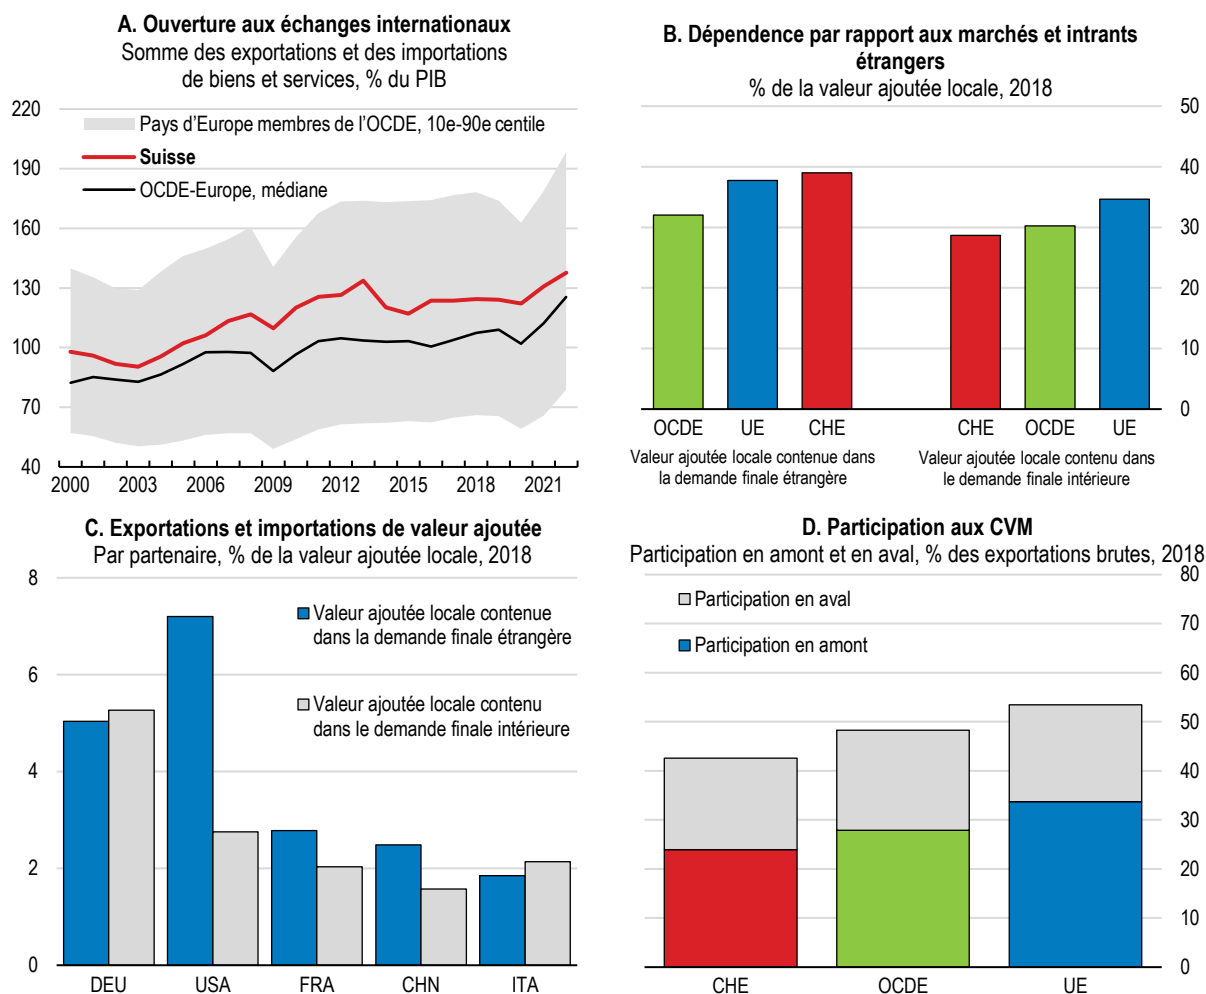 A. Ouverture aux échanges internationaux
Somme des exportations et des importations
de biens et services, % du PIB
220
190
160
130
100
70
40
Pays d'Europe membres de l'OCDE, 10e-90e centile
Suisse
OCDE-Europe, médiane
2000 2003 2006 2009 2012 2015 2018 2021
B. Dépendence par rapport aux marchés et intrants
étrangers
% de la valeur ajoutée locale, 2018
50
40
30
20
10
0
OCDE UE CHE CHE OCDE UE
Valeur ajoutée locale contenue dans
la demande finale étrangère
Valeur ajoutée locale contenu dans
le demande finale intérieure
C. Exportations et importations de valeur ajoutée
Par partenaire, % de la valeur ajoutée locale, 2018
8
6
4
2
0
Valeur ajoutée locale contenue
dans la demande finale étrangère
Valeur ajoutée locale contenu
dans le demande finale intérieure
DEU USA FRA CHN ITA
D. Participation aux CVM
Participation en amont et en aval, % des exportations brutes, 2018
80
70
60
50
40
30
20
10
0
Participation en aval
Participation en amont
CHE OCDE UE